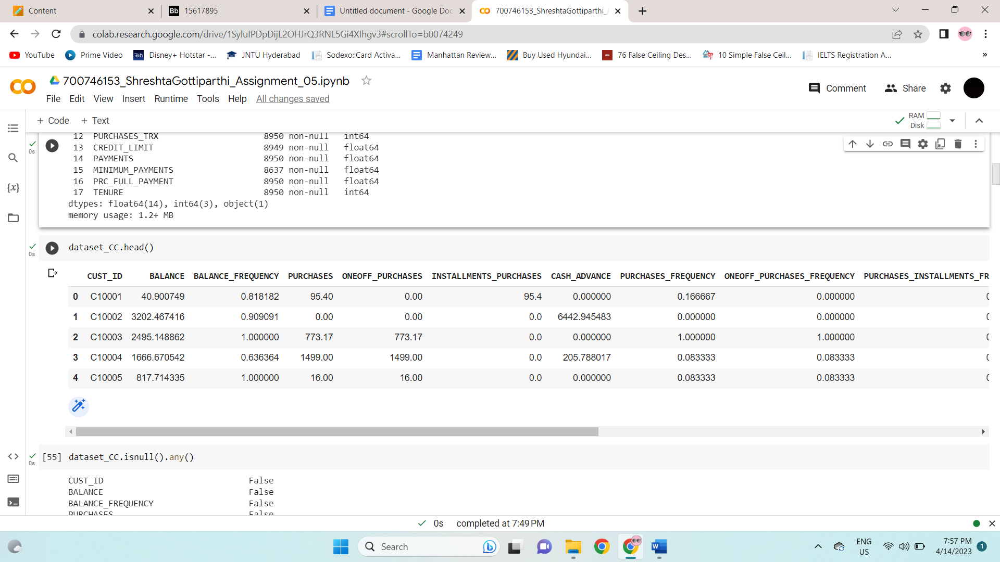 Content
15617895
Untitled document - Google Doc
700746153_ShreshtaGottiparthi_A
colab.research.google.com/drive/1SyluIPDpDijL2OHJrQ3RNL5Gi4XIhgv3#scrollTo=b0074249
YouTube Prime Video Disney+ Hotstar -... JNTU Hyderabad Sodexo::Card Activa... Manhattan Review... Buy Used Hyundai... 76 False Ceiling Des... 10 Simple False Ceil... IELTS Registration A... »
700746153_ShreshtaGottiparthi_Assignment_05.ipynb
Comment Share
File Edit View Insert Runtime Tools Help All changes saved
+ Code + Text
RAM
Disk
12 PURCHASES_TRX 8950 non-null int64
13 CREDIT_LIMIT 8949 non-null float64
14 PAYMENTS 8950 non-null float64
15 MINIMUM_PAYMENTS 8637 non-null float64
16 PRC_FULL_PAYMENT 8950 non-null float64
17 TENURE 8950 non-null int64
dtypes: float64(14), int64(3), object(1)
memory usage: 1.2+ MB
0s
dataset_CC.head()
0s
CUST_ID BALANCE BALANCE_FREQUENCY PURCHASES ONEOFF_PURCHASES INSTALLMENTS_PURCHASES CASH_ADVANCE PURCHASES_FREQUENCY ONEOFF_PURCHASES_FREQUENCY PURCHASES_INSTALLMENTS_FR
0 C10001 40.900749 0.818182 95.40 0.00 95.4 0.000000 0.166667 0.000000
1 C10002 3202.467416 0.909091 0.00 0.00 0.0 6442.945483 0.000000 0.000000
2 C10003 2495.148862 1.000000 773.17 773.17 0.0 0.000000 1.000000 1.000000
3 C10004 1666.670542 0.636364 1499.00 1499.00 0.0 205.788017 0.083333 0.083333
4 C10005 817.714335 1.000000 16.00 16.00 0.0 0.000000 0.083333 0.083333
[55] dataset_CC.isnull().any()
0s
CUST_ID False
BALANCE False
BALANCE_FREQUENCY False
PURCHASES False
0s completed at 7:49 PM
Search
ENG
US
7:57 PM
4/14/2023
1